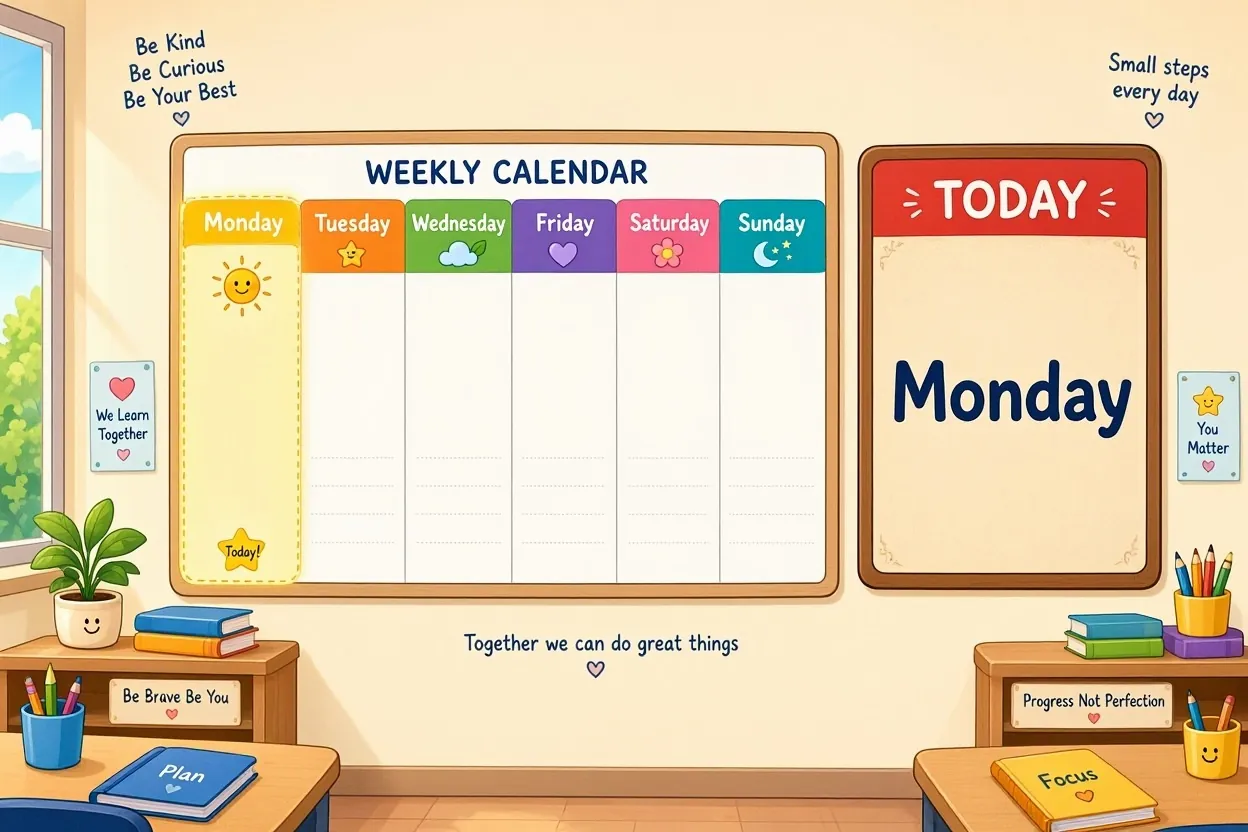 Be Kind
Be Curious
Be Your Best
Small steps
every day
WEEKLY CALENDAR
Monday
Tuesday
Wednesday
Friday
Saturday
Sunday
Today!
TODAY
Monday
We Learn
Together
You
Matter
Together we can do great things
Be Brave Be You
Progress Not Perfection
Plan
Focus